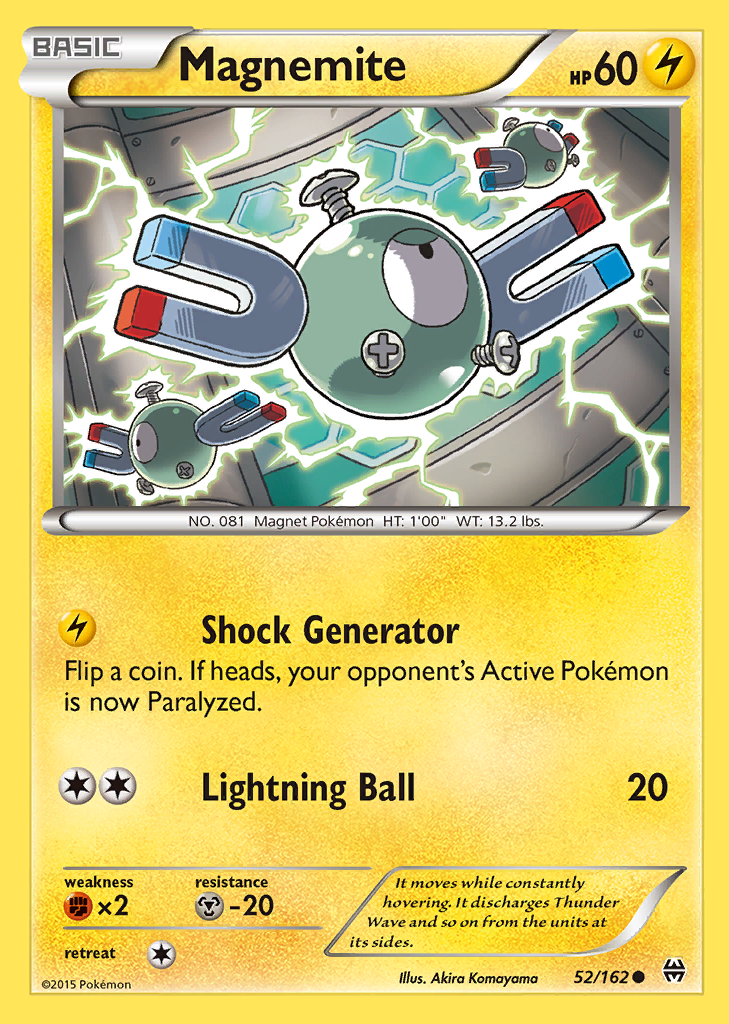 BASIC
Magnemite
HP60
NO. 081 Magnet Pokémon HT: 1'00" WT: 13.2 lbs.
Shock Generator
Flip a coin. If heads, your opponent's Active Pokémon
is now Paralyzed.
Lightning Ball 20
weakness resistance
×2 -20
It moves while constantly
hovering. It discharges Thunder
Wave and so on from the units at
its sides.
retreat
©2015 Pokémon
Illus. Akira Komayama 52/162